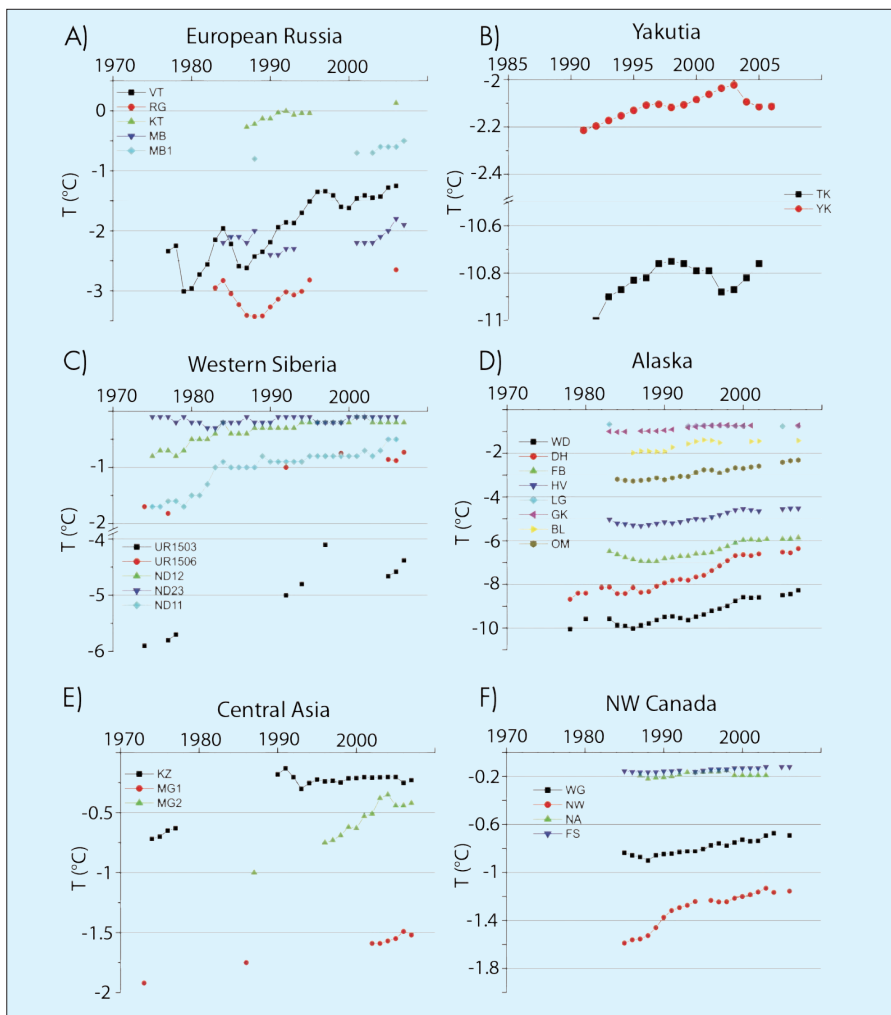 A)
European Russia
1970 1980 1990 2000
0
-1
-2
-3
T (°C)
VT
RG
KT
MB
MB1
B)
Yakutia
1985 1990 1995 2000 2005
-2
-2.2
-2.4
-10.6
-10.8
-11
T (°C)
TK
YK
C)
Western Siberia
1970 1980 1990 2000
-1
-2
-4
-5
-6
T (°C)
UR1503
UR1506
ND12
ND23
ND11
D)
Alaska
1970 1980 1990 2000
-2
-4
-6
-8
-10
T (°C)
WD
DH
FB
HV
LG
GK
BL
OM
E)
Central Asia
1970 1980 1990 2000
-0.5
-1
-1.5
-2
T (°C)
KZ
MG1
MG2
F)
NW Canada
1970 1980 1990 2000
-0.2
-0.6
-1
-1.4
-1.8
T (°C)
WG
NW
NA
FS